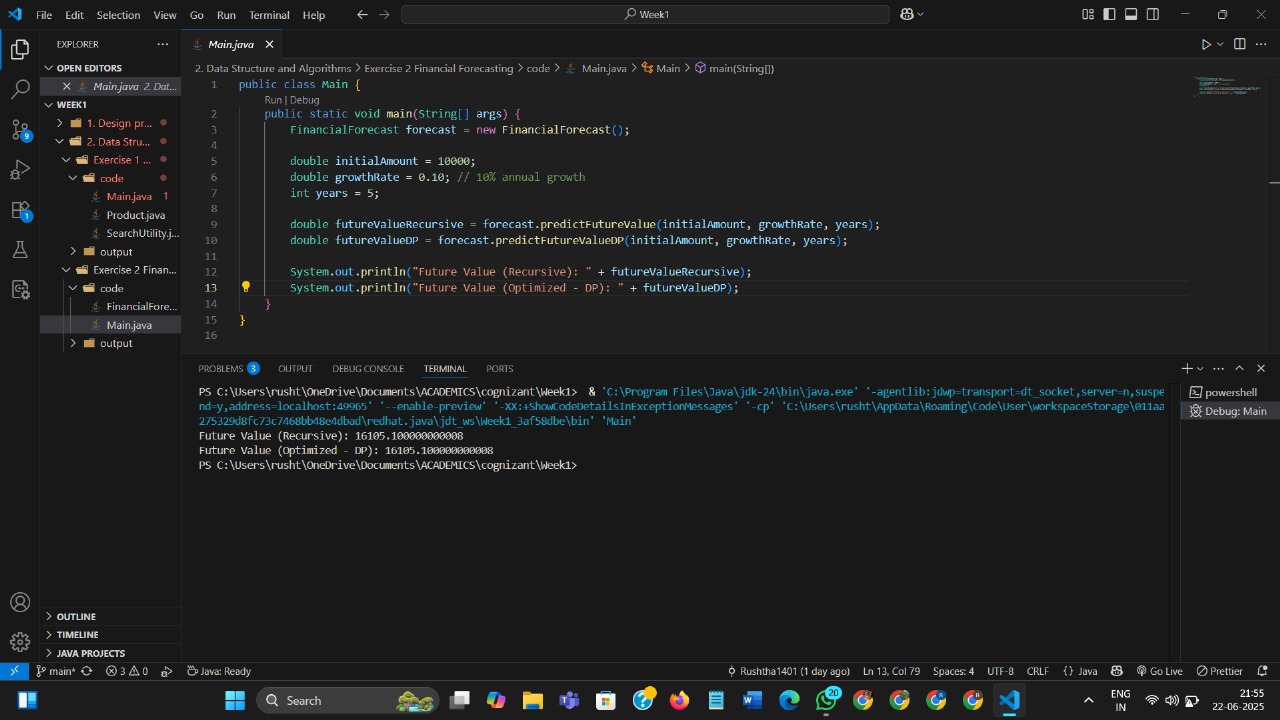 File Edit Selection View Go Run Terminal Help
Week1
EXPLORER
Main.java
OPEN EDITORS
Main.java 2. Dat...
WEEK1
1. Design pr...
2. Data Stru...
Exercise 1 ...
code
Main.java 1
Product.java
SearchUtility.j...
output
Exercise 2 Finan...
code
FinancialFore...
Main.java
output
OUTLINE
TIMELINE
JAVA PROJECTS
9
1
2. Data Structure and Algorithms > Exercise 2 Financial Forecasting > code > Main.java > Main > main(String[])
1 public class Main {
Run | Debug
2 public static void main(String[] args) {
3 FinancialForecast forecast = new FinancialForecast();
4
5 double initialAmount = 10000;
6 double growthRate = 0.10; // 10% annual growth
7 int years = 5;
8
9 double futureValueRecursive = forecast.predictFutureValue(initialAmount, growthRate, years);
10 double futureValueDP = forecast.predictFutureValueDP(initialAmount, growthRate, years);
11
12 System.out.println("Future Value (Recursive): " + futureValueRecursive);
13 System.out.println("Future Value (Optimized - DP): " + futureValueDP);
14 }
15 }
16
PROBLEMS 3 OUTPUT DEBUG CONSOLE TERMINAL PORTS
PS C:\Users\rusht\OneDrive\Documents\ACADEMICS\cognizant\Week1> & 'C:\Program Files\Java\jdk-24\bin\java.exe' '-agentlib:jdwp=transport=dt_socket,server=n,suspe
nd=y,address=localhost:49965' '--enable-preview' '-XX:+ShowCodeDetailsInExceptionMessages' '-cp' 'C:\Users\rusht\AppData\Roaming\Code\User\workspaceStorage\011aa
275329d8fc73c7468bb48e4dbad\redhat.java\jdt_ws\Week1_3af58dbe\bin' 'Main'
Future Value (Recursive): 16105.100000000008
Future Value (Optimized - DP): 16105.100000000008
PS C:\Users\rusht\OneDrive\Documents\ACADEMICS\cognizant\Week1>
powershell
Debug: Main
main* 3 0 Java: Ready Rushtha1401 (1 day ago) Ln 13, Col 79 Spaces: 4 UTF-8 CRLF {} Java Go Live Prettier
Search
20
ENG
IN
21:55
22-06-2025